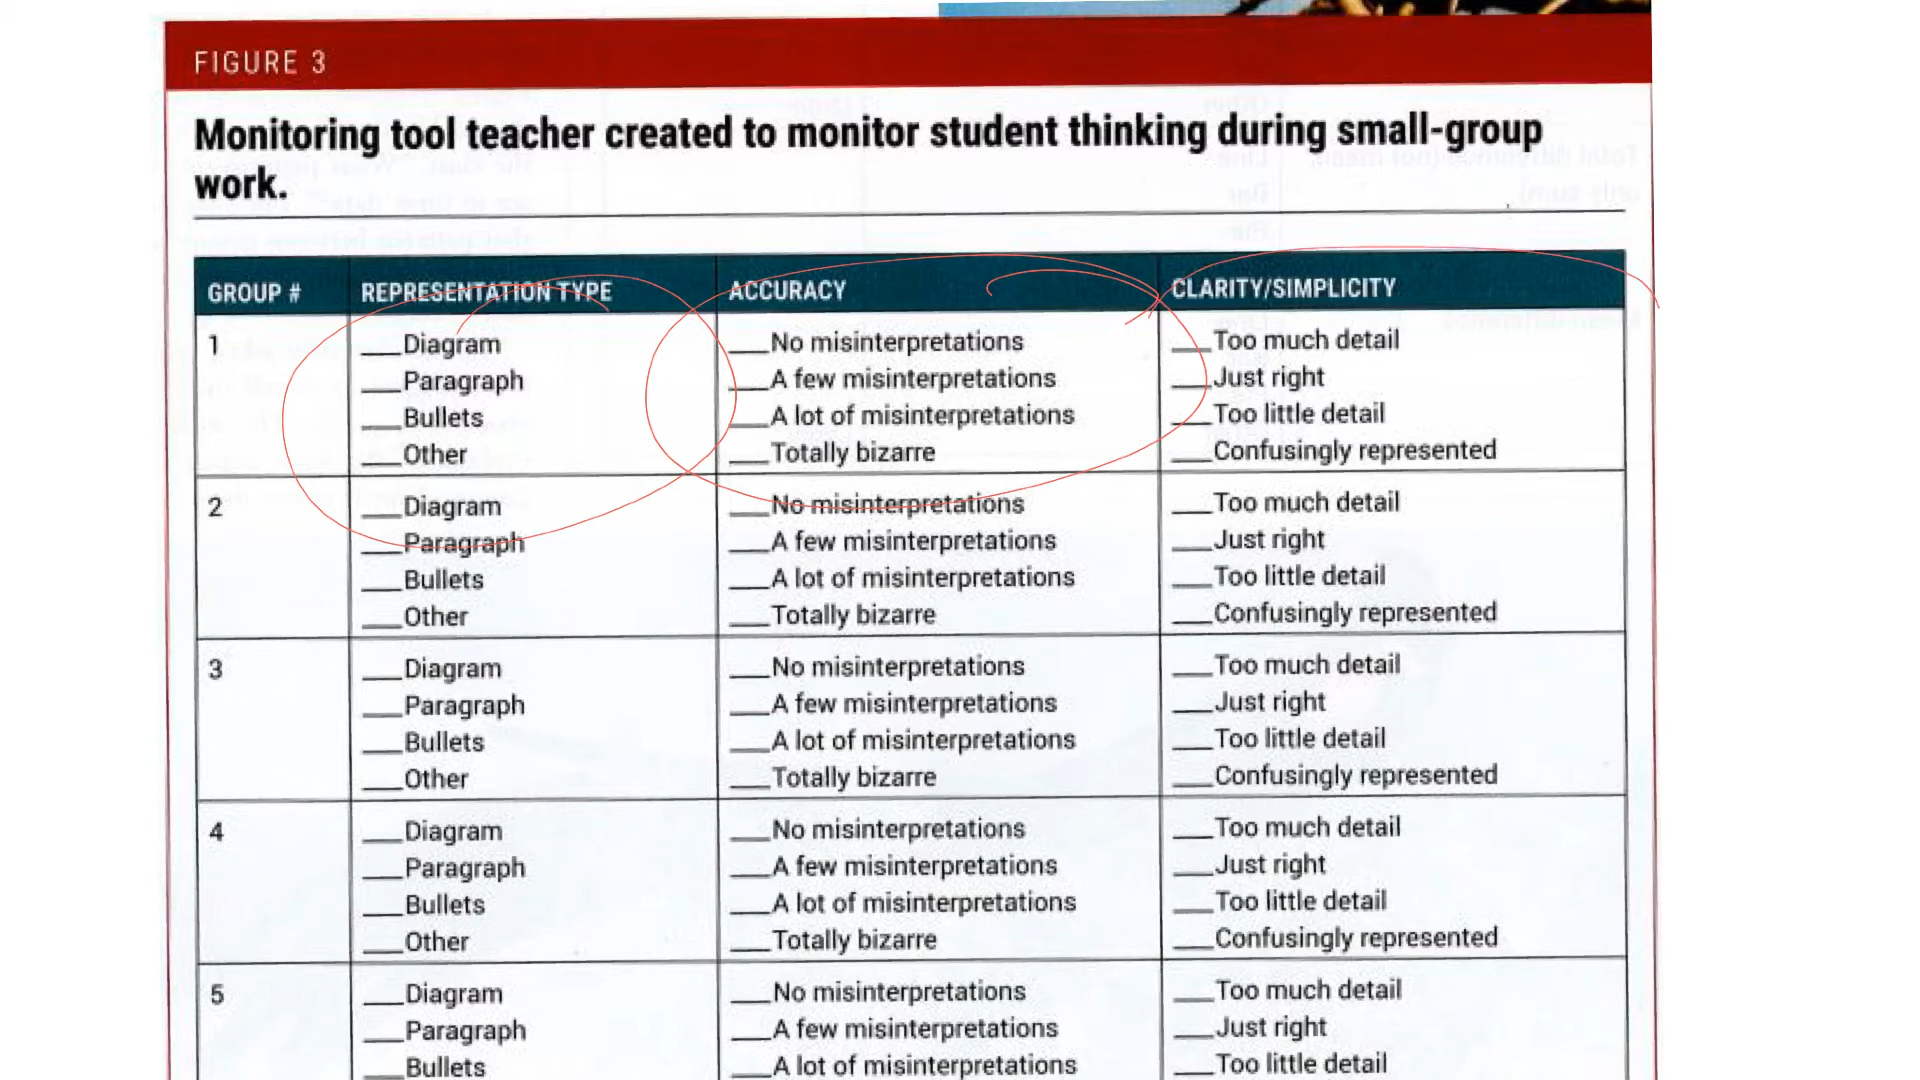 FIGURE 3
Monitoring tool teacher created to monitor student thinking during small-group
work.
GROUP # REPRESENTATION TYPE ACCURACY CLARITY/SIMPLICITY
1 ___Diagram ___No misinterpretations ___Too much detail
___Paragraph ___A few misinterpretations ___Just right
___Bullets ___A lot of misinterpretations ___Too little detail
___Other ___Totally bizarre ___Confusingly represented
2 ___Diagram ___No misinterpretations ___Too much detail
___Paragraph ___A few misinterpretations ___Just right
___Bullets ___A lot of misinterpretations ___Too little detail
___Other ___Totally bizarre ___Confusingly represented
3 ___Diagram ___No misinterpretations ___Too much detail
___Paragraph ___A few misinterpretations ___Just right
___Bullets ___A lot of misinterpretations ___Too little detail
___Other ___Totally bizarre ___Confusingly represented
4 ___Diagram ___No misinterpretations ___Too much detail
___Paragraph ___A few misinterpretations ___Just right
___Bullets ___A lot of misinterpretations ___Too little detail
___Other ___Totally bizarre ___Confusingly represented
5 ___Diagram ___No misinterpretations ___Too much detail
___Paragraph ___A few misinterpretations ___Just right
___Bullets ___A lot of misinterpretations ___Too little detail